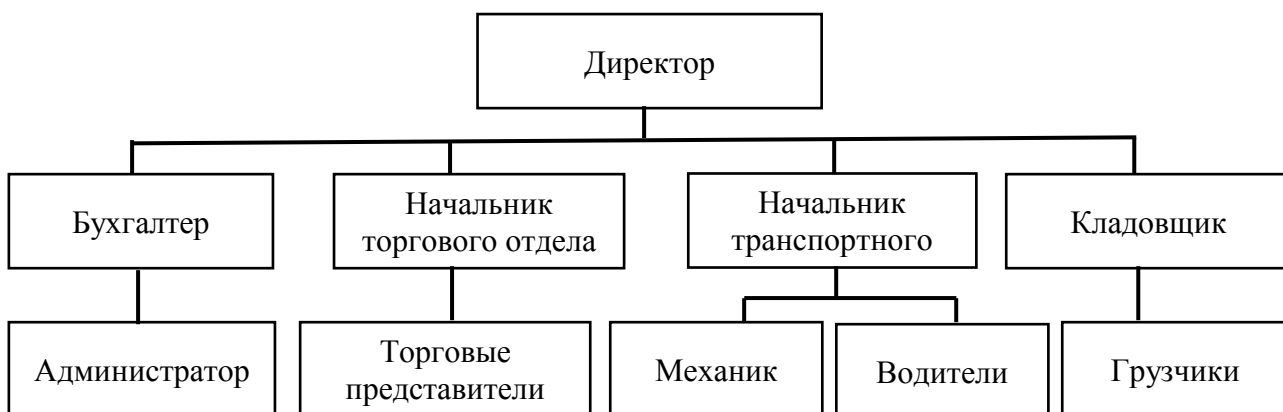 Директор
Бухгалтер
Начальник
торгового отдела
Начальник
транспортного
Кладовщик
Администратор
Торговые
представители
Механик
Водители
Грузчики